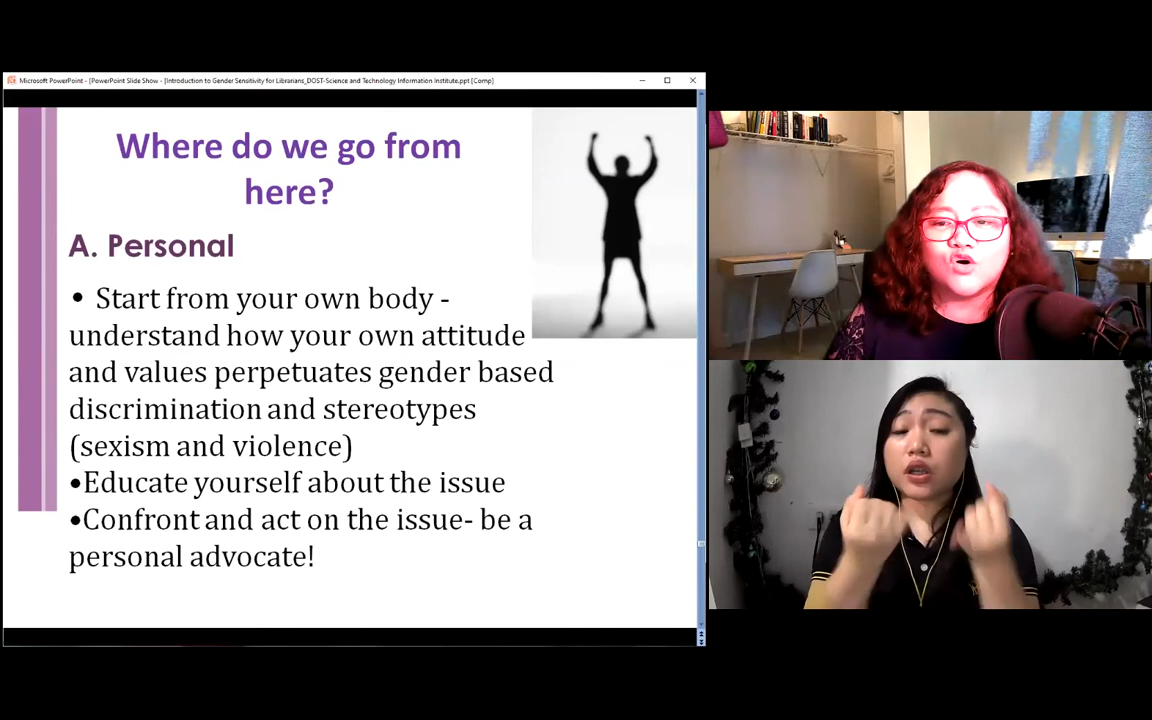 Microsoft PowerPoint - [PowerPoint Slide Show - [Introduction to Gender Sensitivity for Librarians_DOST-Science and Technology Information Institute.ppt [Comp]
Where do we go from
here?
A. Personal
• Start from your own body -
understand how your own attitude
and values perpetuates gender based
discrimination and stereotypes
(sexism and violence)
•Educate yourself about the issue
•Confront and act on the issue- be a
personal advocate!